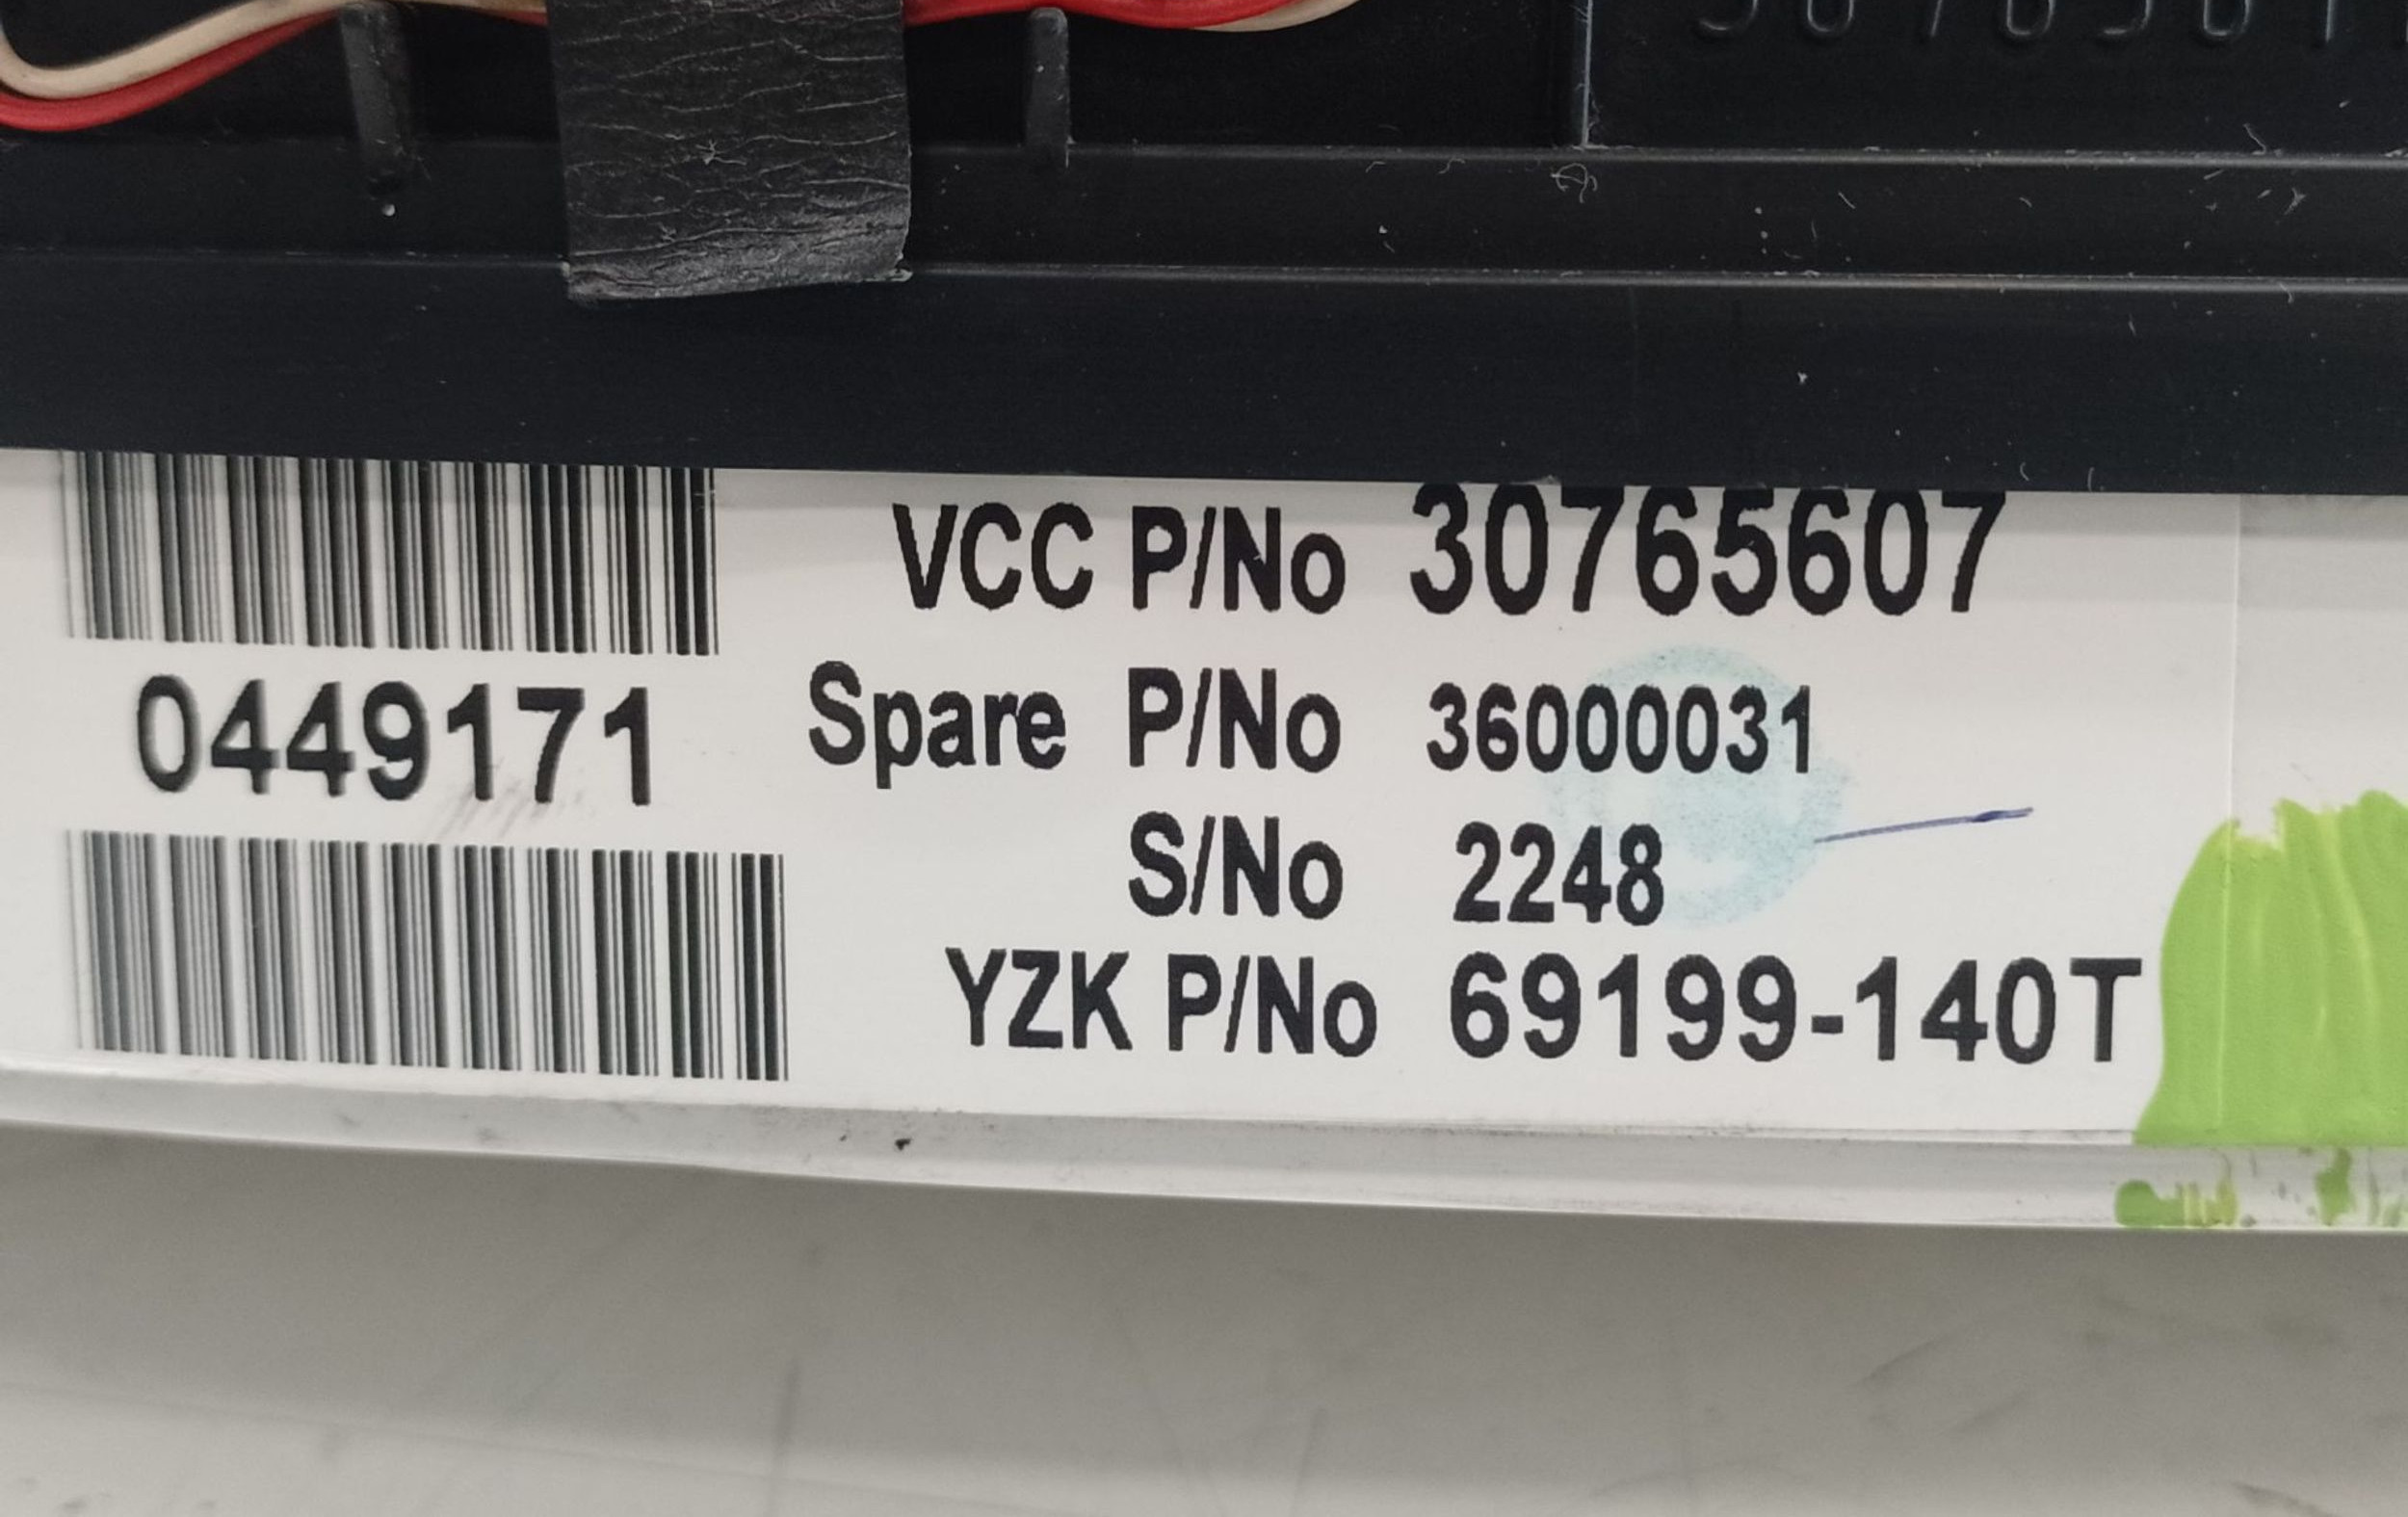 VCC P/No 30765607
0449171
Spare P/No 36000031
S/No 2248
YZK P/No 69199-140T